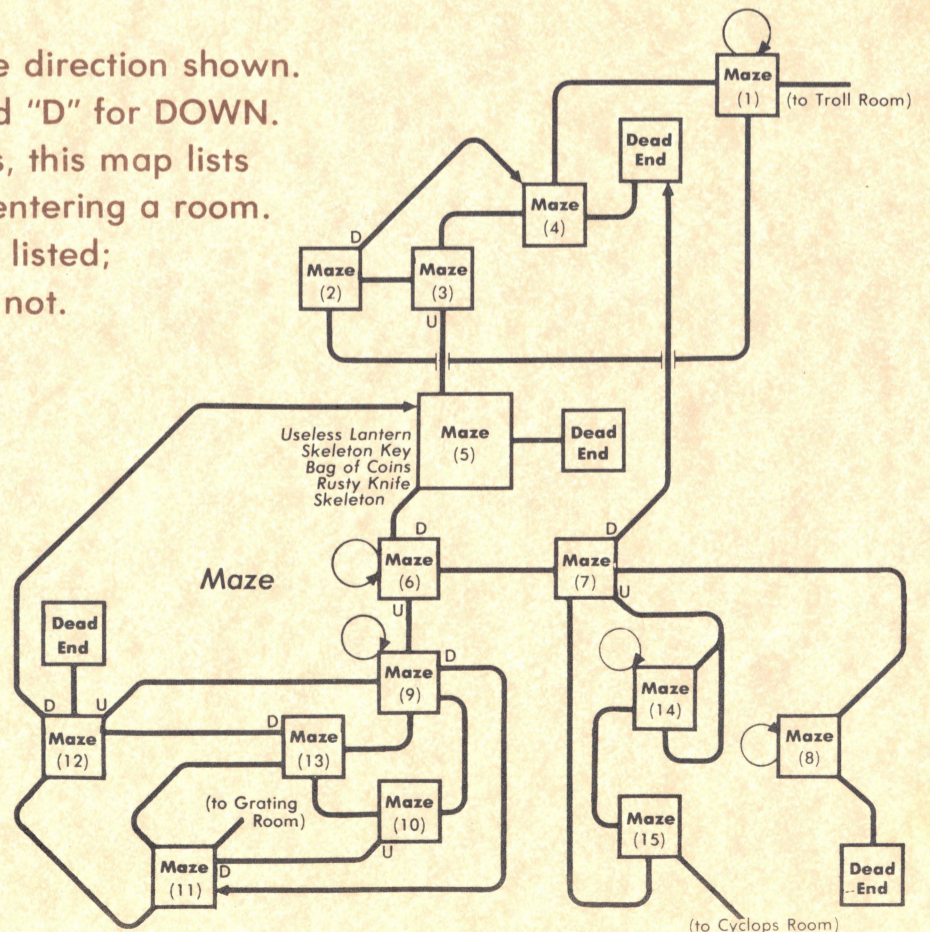 e direction shown.
d "D" for DOWN.
s, this map lists
entering a room.
listed;
not.
Maze
(1)
(to Troll Room)
Dead
End
Maze
(4)
D
Maze
(2)
Maze
(3)
U
Useless Lantern
Skeleton Key
Bag of Coins
Rusty Knife
Skeleton
Maze
(5)
Dead
End
Maze
D
Maze
(6)
U
D
Maze
(7)
U
Dead
End
Maze
(9)
D
Maze
(14)
D
U
Maze
(12)
D
Maze
(13)
Maze
(8)
(to Grating
Room)
Maze
(10)
U
Maze
(15)
Maze
(11)
D
Dead
End
(to Cyclops Room)